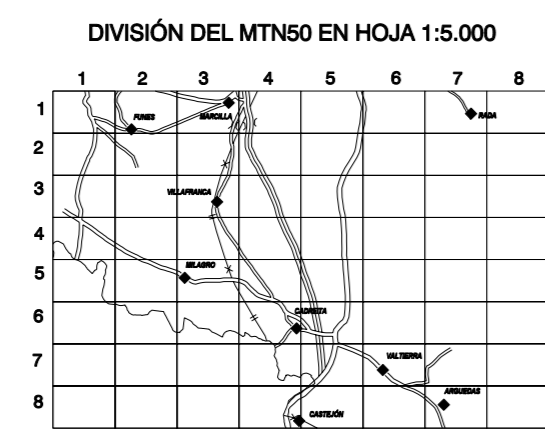 DIVISIÓN DEL MTN50 EN HOJA 1:5.000
1 2 3 4 5 6 7 8
1
FUNES
MARCILLA
RADA
2
3
VILLAFRANCA
4
5
MILAGRO
6
CADREITA
7
VALTIERRA
8
ARGUEDAS
CASTEJÓN